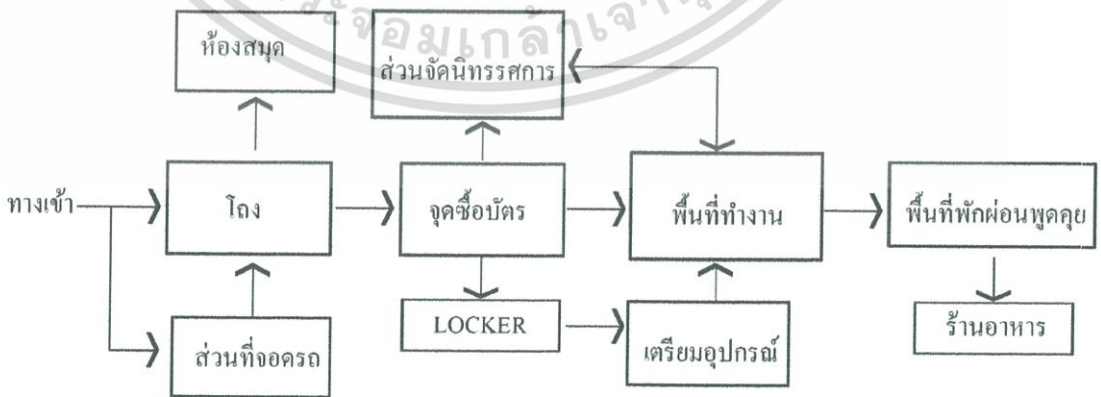 ห้องสมุด
ส่วนจัดนิทรรศการ
ทางเข้า
โถง
จุดซื้อบัตร
พื้นที่ทำงาน
พื้นที่พักผ่อนพูดคุย
ส่วนที่จอดรถ
LOCKER
เตรียมอุปกรณ์
ร้านอาหาร